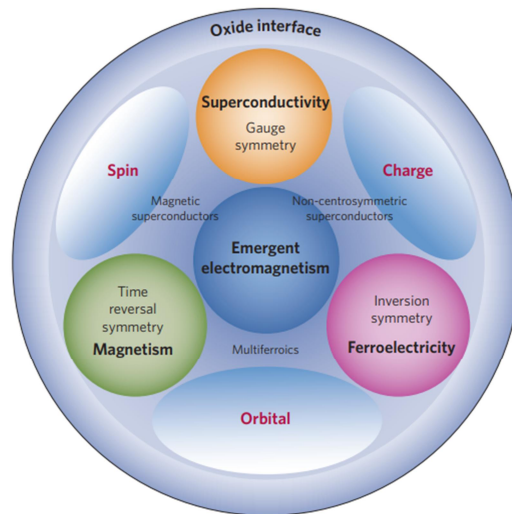 Oxide interface
Superconductivity
Gauge
symmetry
Spin
Charge
Magnetic
superconductors
Non-centrosymmetric
superconductors
Emergent
electromagnetism
Time
reversal
symmetry
Magnetism
Inversion
symmetry
Ferroelectricity
Multiferroics
Orbital